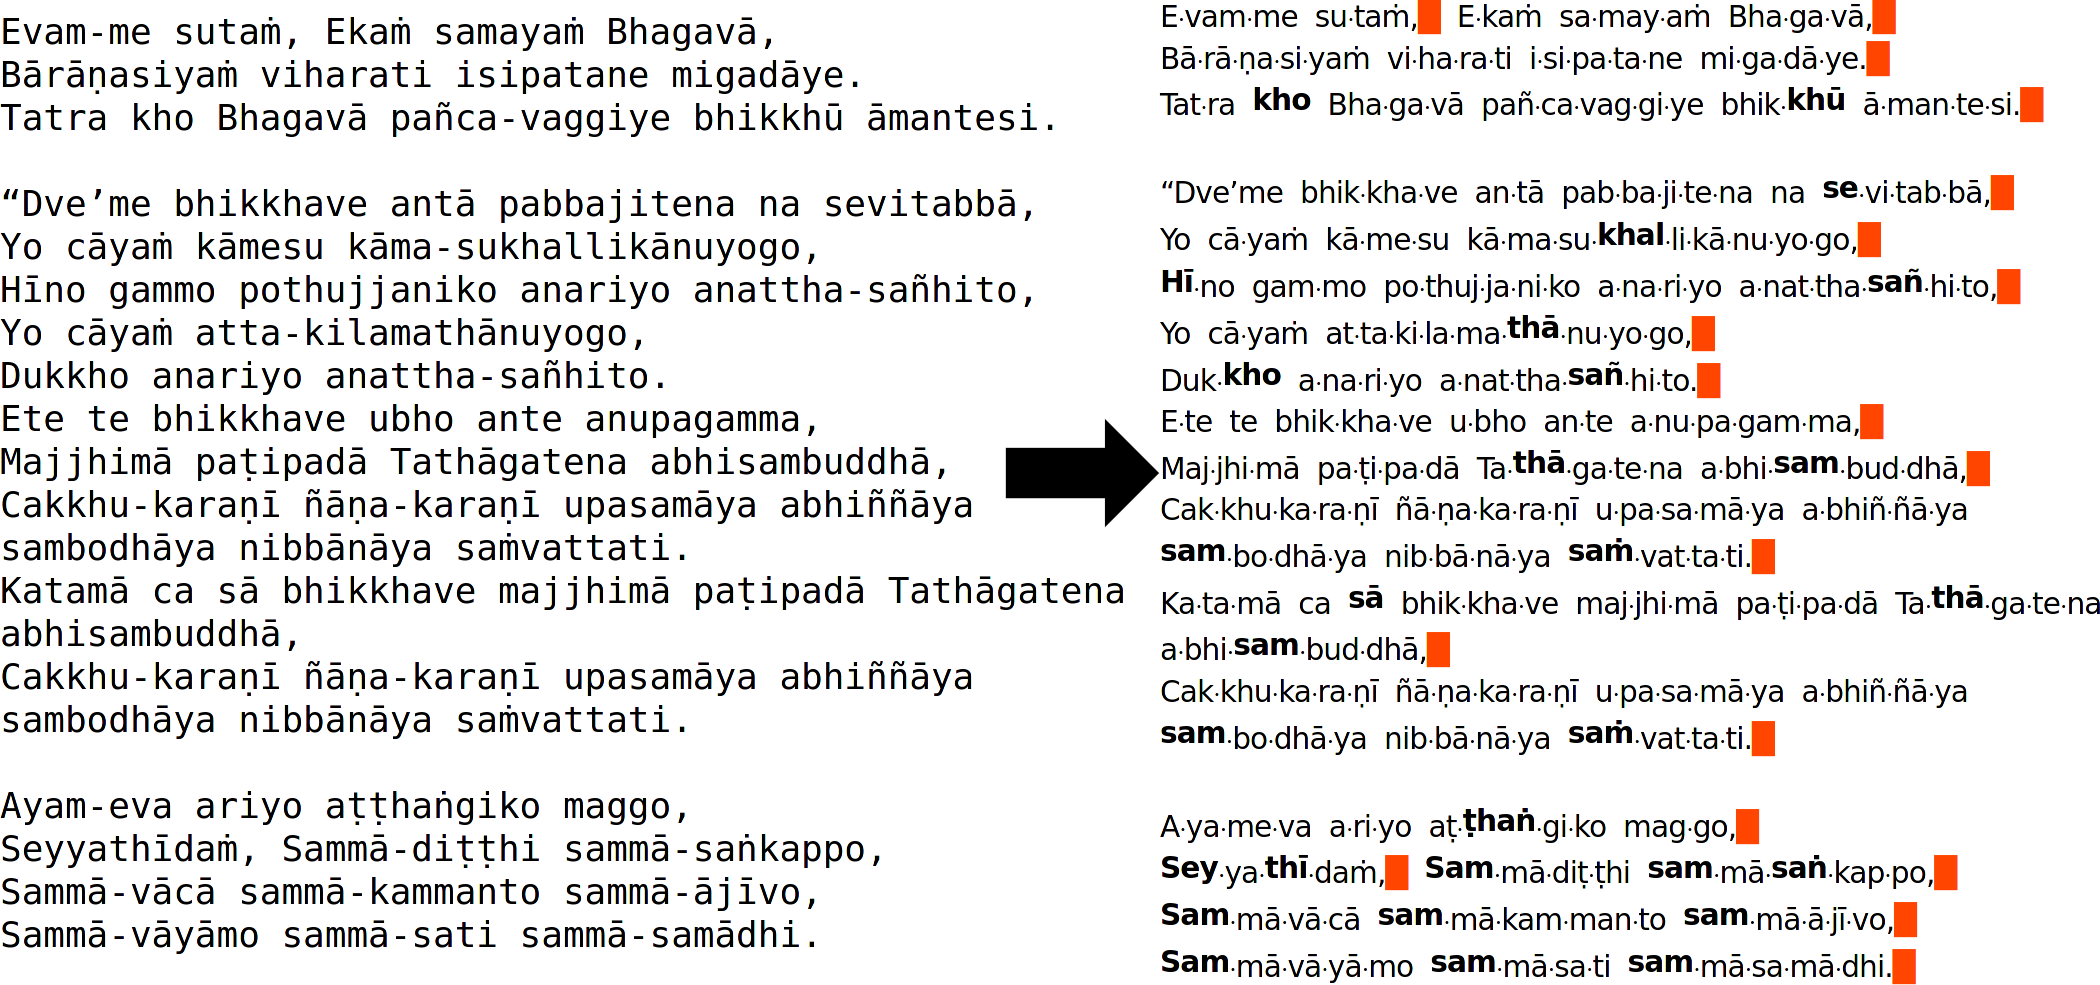 Evam-me sutaṁ, Ekaṁ samayaṁ Bhagavā,
Bārāṇasiyaṁ viharati isipatane migadāye.
Tatra kho Bhagavā pañca-vaggiye bhikkhū āmantesi.
“Dve’me bhikkhave antā pabbajitena na sevitabbā,
Yo cāyaṁ kāmesu kāma-sukhallikānuyogo,
Hīno gammo pothujjaniko anariyo anattha-sañhito,
Yo cāyaṁ atta-kilamathānuyogo,
Dukkho anariyo anattha-sañhito.
Ete te bhikkhave ubho ante anupagamma,
Majjhimā paṭipadā Tathāgatena abhisambuddhā,
Cakkhu-karaṇī ñāṇa-karaṇī upasamāya abhiññāya
sambodhāya nibbānāya saṁvattati.
Katamā ca sā bhikkhave majjhimā paṭipadā Tathāgatena
abhisambuddhā,
Cakkhu-karaṇī ñāṇa-karaṇī upasamāya abhiññāya
sambodhāya nibbānāya saṁvattati.
Ayam-eva ariyo aṭṭhaṅgiko maggo,
Seyyathīdaṁ, Sammā-diṭṭhi sammā-saṅkappo,
Sammā-vācā sammā-kammanto sammā-ājīvo,
Sammā-vāyāmo sammā-sati sammā-samādhi.
E·vam·me su·taṁ, E·kaṁ sa·may·aṁ Bha·ga·vā,
Bā·rā·ṇa·si·yaṁ vi·ha·ra·ti i·si·pa·ta·ne mi·ga·dā·ye.
Tat·ra kho Bha·ga·vā pañ·ca·vag·gi·ye bhik·khū ā·man·te·si.
“Dve’me bhik·kha·ve an·tā pab·ba·ji·te·na na se·vi·tab·bā,
Yo cā·yaṁ kā·me·su kā·ma·su·khal·li·kā·nu·yo·go,
Hī·no gam·mo po·thuj·ja·ni·ko a·na·ri·yo a·nat·tha·sañ·hi·to,
Yo cā·yaṁ at·ta·ki·la·ma·thā·nu·yo·go,
Duk·kho a·na·ri·yo a·nat·tha·sañ·hi·to.
E·te te bhik·kha·ve u·bho an·te a·nu·pa·gam·ma,
Maj·jhi·mā pa·ṭi·pa·dā Ta·thā·ga·te·na a·bhi·sam·bud·dhā,
Cak·khu·ka·ra·ṇī ñā·ṇa·ka·ra·ṇī u·pa·sa·mā·ya a·bhiñ·ñā·ya
sam·bo·dhā·ya nib·bā·nā·ya saṁ·vat·ta·ti.
Ka·ta·mā ca sā bhik·kha·ve maj·jhi·mā pa·ṭi·pa·dā Ta·thā·ga·te·na
a·bhi·sam·bud·dhā,
Cak·khu·ka·ra·ṇī ñā·ṇa·ka·ra·ṇī u·pa·sa·mā·ya a·bhiñ·ñā·ya
sam·bo·dhā·ya nib·bā·nā·ya saṁ·vat·ta·ti.
A·ya·me·va a·ri·yo aṭ·ṭhaṅ·gi·ko mag·go,
Sey·ya·thī·daṁ, Sam·mā·diṭ·ṭhi sam·mā·saṅ·kap·po,
Sam·mā·vā·cā sam·mā·kam·man·to sam·mā·ā·jī·vo,
Sam·mā·vā·yā·mo sam·mā·sa·ti sam·mā·sa·mā·dhi.